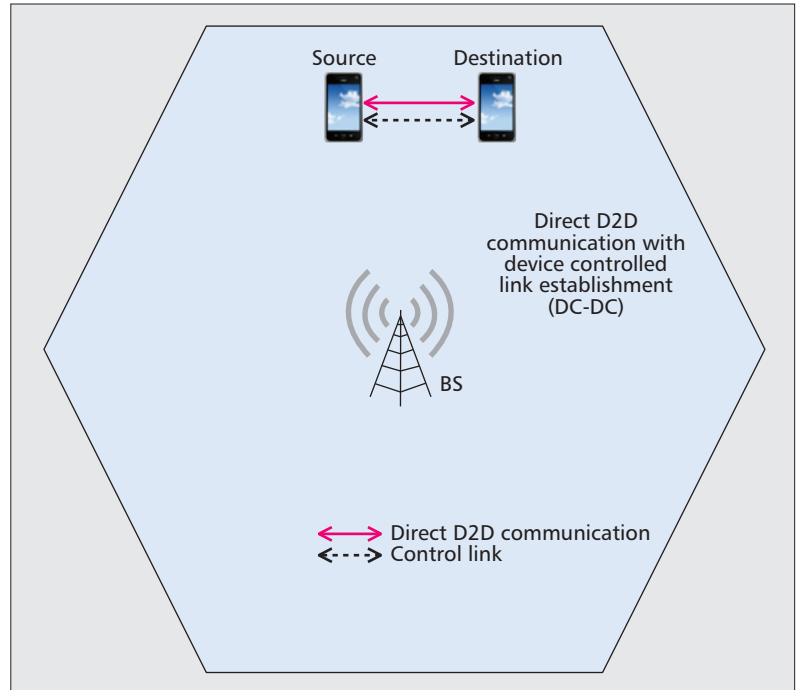 Source
Destination
Direct D2D
communication with
device controlled
link establishment
(DC-DC)
BS
Direct D2D communication
Control link